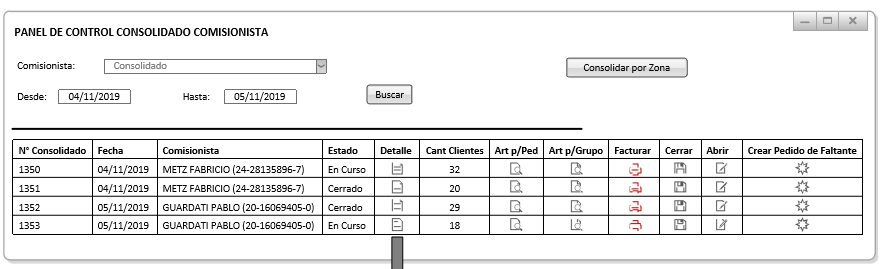 PANEL DE CONTROL CONSOLIDADO COMISIONISTA
Comisionista: Consolidado Consolidar por Zona
Desde: 04/11/2019 Hasta: 05/11/2019 Buscar
N° Consolidado Fecha Comisionista Estado Detalle Cant Clientes Art p/Ped Art p/Grupo Facturar Cerrar Abrir Crear Pedido de Faltante
1350 04/11/2019 METZ FABRICIO (24-28135896-7) En Curso 32
1351 04/11/2019 METZ FABRICIO (24-28135896-7) Cerrado 20
1352 05/11/2019 GUARDATI PABLO (20-16069405-0) Cerrado 29
1353 05/11/2019 GUARDATI PABLO (20-16069405-0) En Curso 18